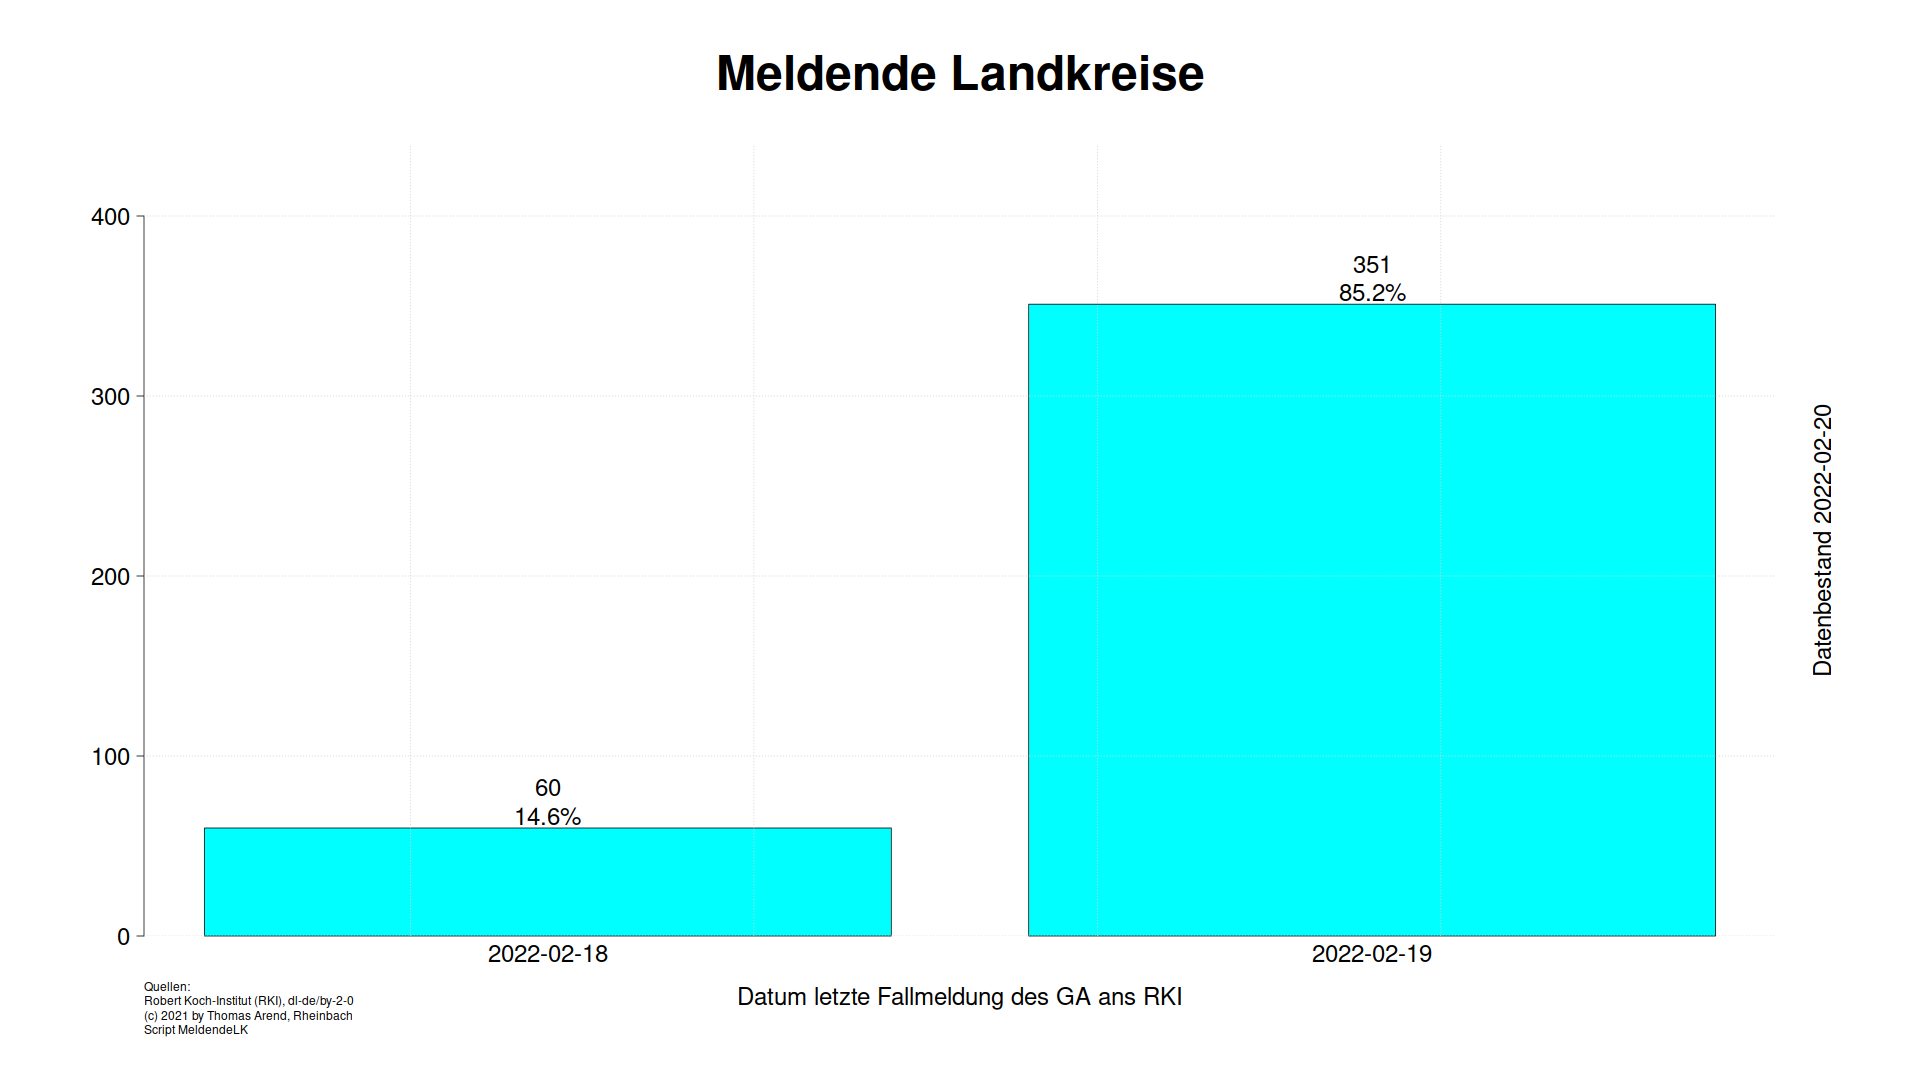 Meldende Landkreise
400
300
200
100
0
351
85.2%
60
14.6%
2022-02-18
2022-02-19
Datum letzte Fallmeldung des GA ans RKI
Datenbestand 2022-02-20
Quellen:
Robert Koch-Institut (RKI), dl-de/by-2-0
(c) 2021 by Thomas Arend, Rheinbach
Script MeldendeLK